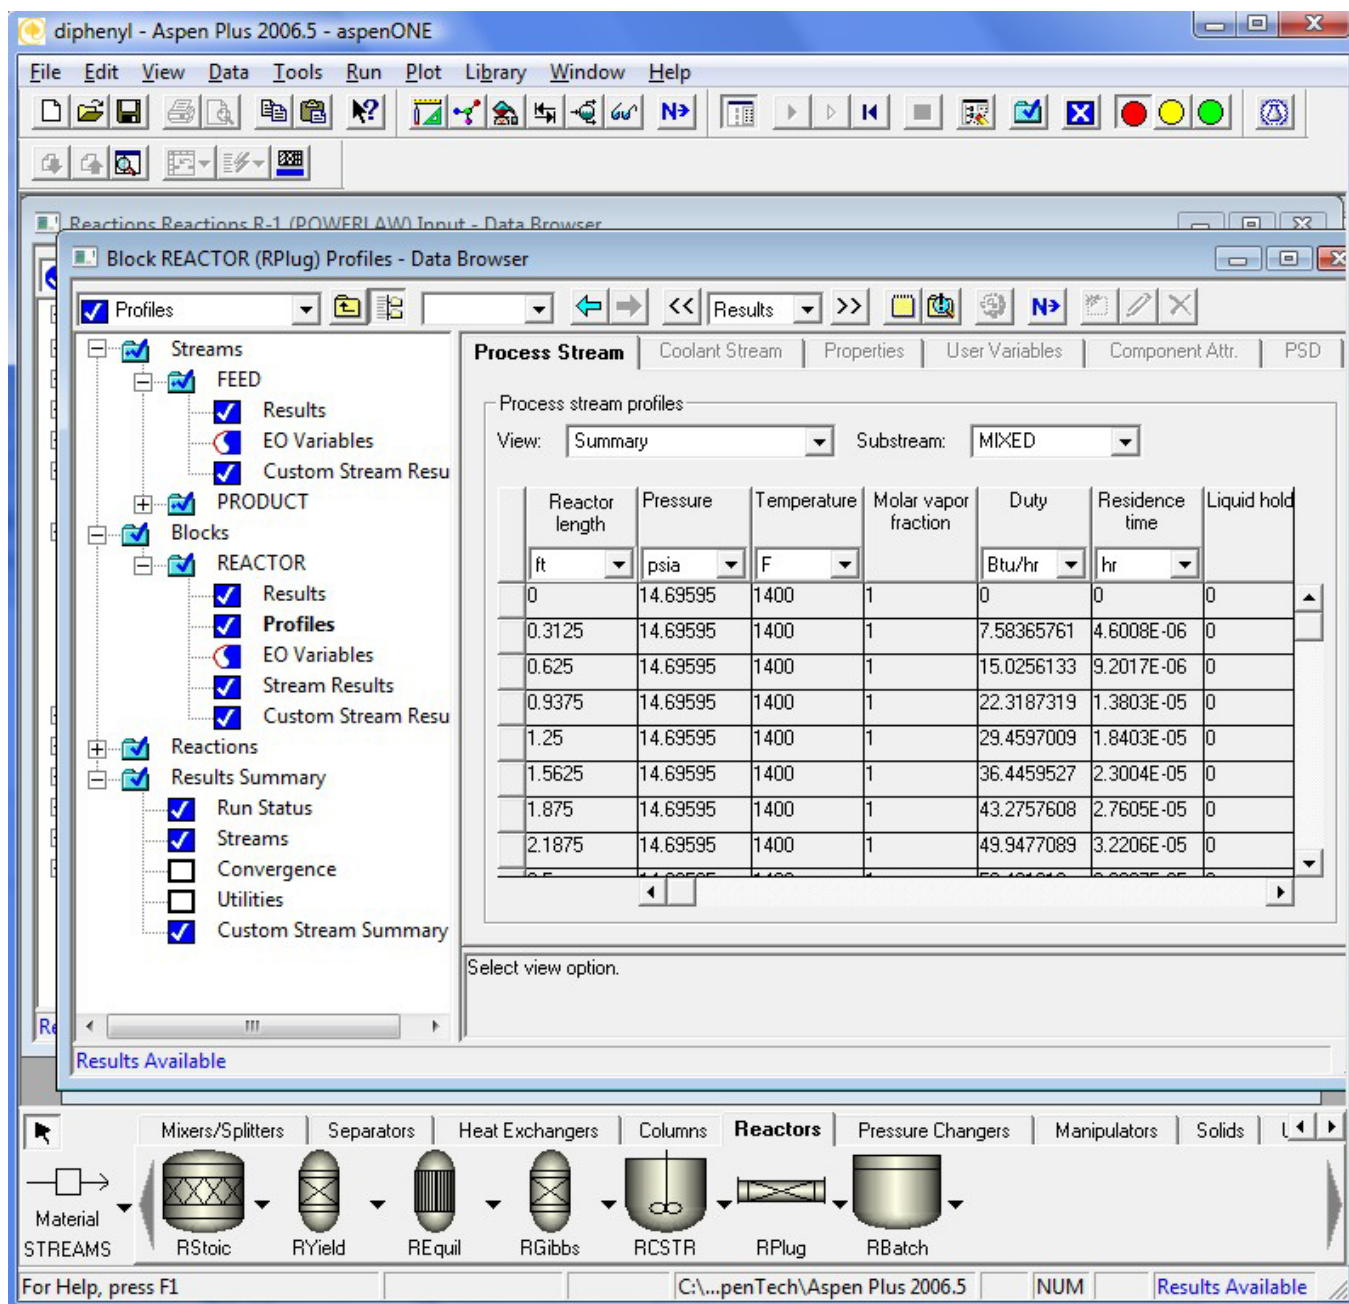 diphenyl - Aspen Plus 2006.5 - aspenONE
File Edit View Data Tools Run Plot Library Window Help
N
Reactions Reactions R-1 (POWERLAW) Input - Data Browser
Block REACTOR (RPlug) Profiles - Data Browser
Profiles << Results >> N
Streams
FEED
Results
EO Variables
Custom Stream Resu
PRODUCT
Blocks
REACTOR
Results
Profiles
EO Variables
Stream Results
Custom Stream Resu
Reactions
Results Summary
Run Status
Streams
Convergence
Utilities
Custom Stream Summary
Process Stream Coolant Stream Properties User Variables Component Attr. PSD
Process stream profiles
View: Summary Substream: MIXED
Reactor length Pressure Temperature Molar vapor fraction Duty Residence time Liquid hold
ft psia F Btu/hr hr
0 14.69595 1400 1 0 0 0
0.3125 14.69595 1400 1 7.58365761 4.6008E-06 0
0.625 14.69595 1400 1 15.0256133 9.2017E-06 0
0.9375 14.69595 1400 1 22.3187319 1.3803E-05 0
1.25 14.69595 1400 1 29.4597009 1.8403E-05 0
1.5625 14.69595 1400 1 36.4459527 2.3004E-05 0
1.875 14.69595 1400 1 43.2757608 2.7605E-05 0
2.1875 14.69595 1400 1 49.9477089 3.2206E-05 0
Select view option.
Re
Results Available
Mixers/Splitters Separators Heat Exchangers Columns Reactors Pressure Changers Manipulators Solids
Material
STREAMS RStoic RYield REquil RGibbs RCSTR RPlug RBatch
For Help, press F1 C:\...penTech\Aspen Plus 2006.5 NUM Results Available